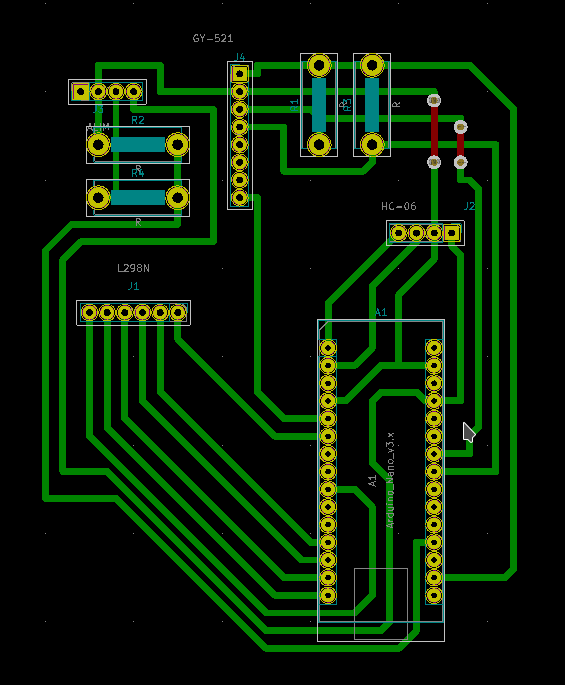 GY-521
J4
R1
R3
R
R2
R
R4
R
HC-06
J2
L298N
J1
A1
A1
Arduino_Nano_v3.x